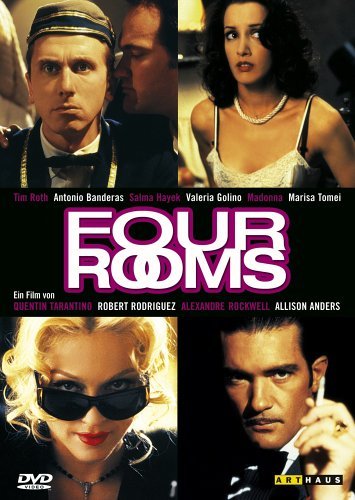 Tim Roth Antonio Banderas Salma Hayek Valeria Golino Madonna Marisa Tomei
FOUR
ROOMS
Ein Film von
QUENTIN TARANTINO ROBERT RODRIGUEZ ALEXANDRE ROCKWELL ALLISON ANDERS
DVD
VIDEO
ARTHAUS